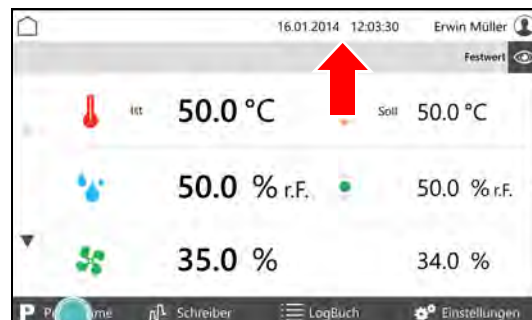 16.01.2014 12:03:30 Erwin Müller
Festwert
Ist 50.0 °C Soll 50.0 °C
50.0 % r.F. 50.0 % r.F.
35.0 % 34.0 %
P Schreiber LogBuch Einstellungen